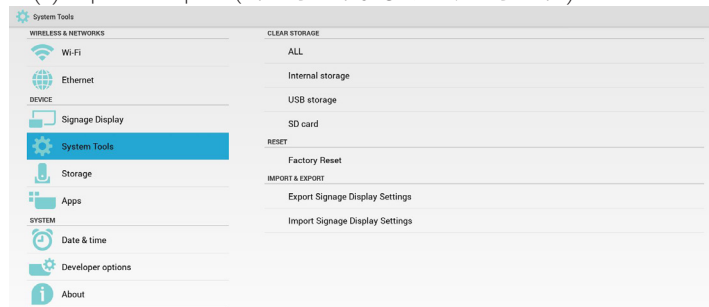 System Tools
WIRELESS & NETWORKS
Wi-Fi
Ethernet
DEVICE
Signage Display
System Tools
Storage
Apps
SYSTEM
Date & time
Developer options
About
CLEAR STORAGE
ALL
Internal storage
USB storage
SD card
RESET
Factory Reset
IMPORT & EXPORT
Export Signage Display Settings
Import Signage Display Settings